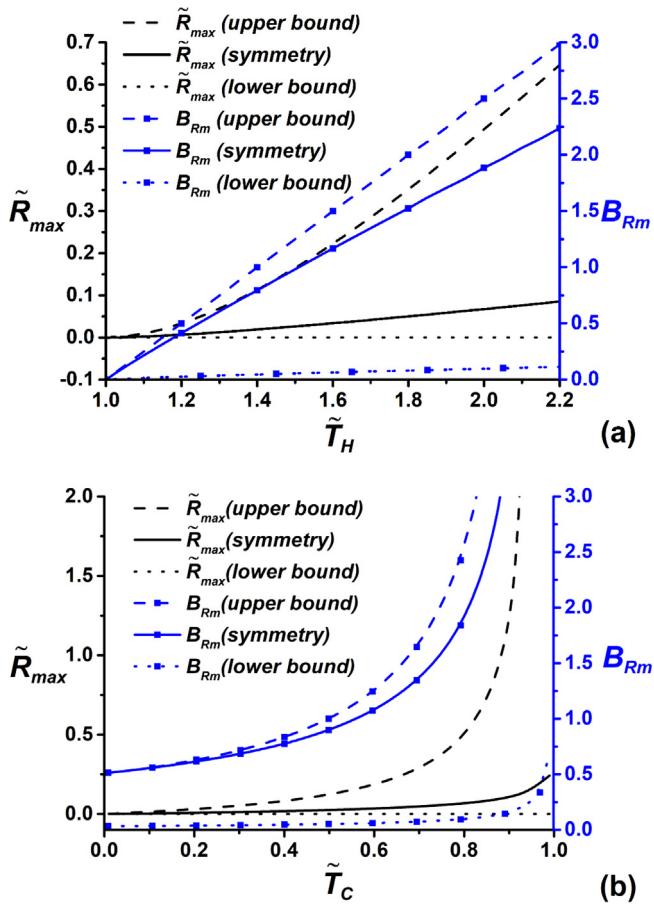 R̃max (upper bound)
R̃max (symmetry)
R̃max (lower bound)
BRm (upper bound)
BRm (symmetry)
BRm (lower bound)
0.7
0.6
0.5
0.4
0.3
0.2
0.1
0.0
-0.1
R̃max
3.0
2.5
2.0
1.5
1.0
0.5
0.0
BRm
1.0 1.2 1.4 1.6 1.8 2.0 2.2
T̃H
(a)
R̃max (upper bound)
R̃max (symmetry)
R̃max (lower bound)
BRm (upper bound)
BRm (symmetry)
BRm (lower bound)
2.0
1.5
1.0
0.5
0.0
R̃max
3.0
2.5
2.0
1.5
1.0
0.5
0.0
BRm
0.0 0.2 0.4 0.6 0.8 1.0
T̃C
(b)